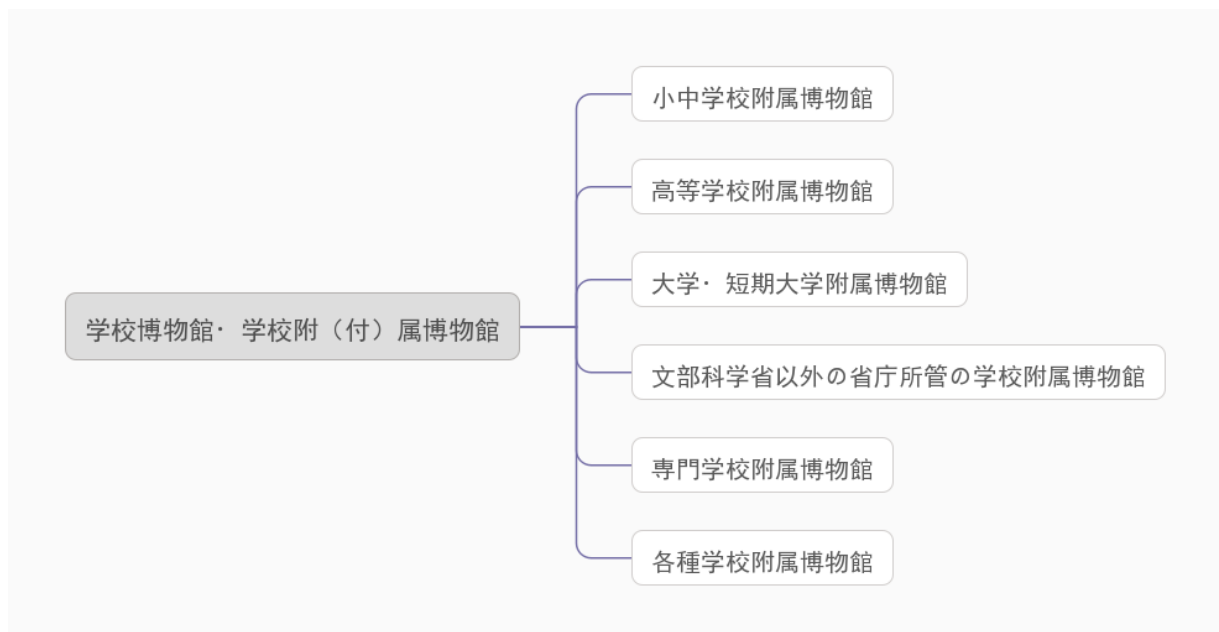 学校博物館・学校附（付）属博物館
小中学校附属博物館
高等学校附属博物館
大学・短期大学附属博物館
文部科学省以外の省庁所管の学校附属博物館
専門学校附属博物館
各種学校附属博物館